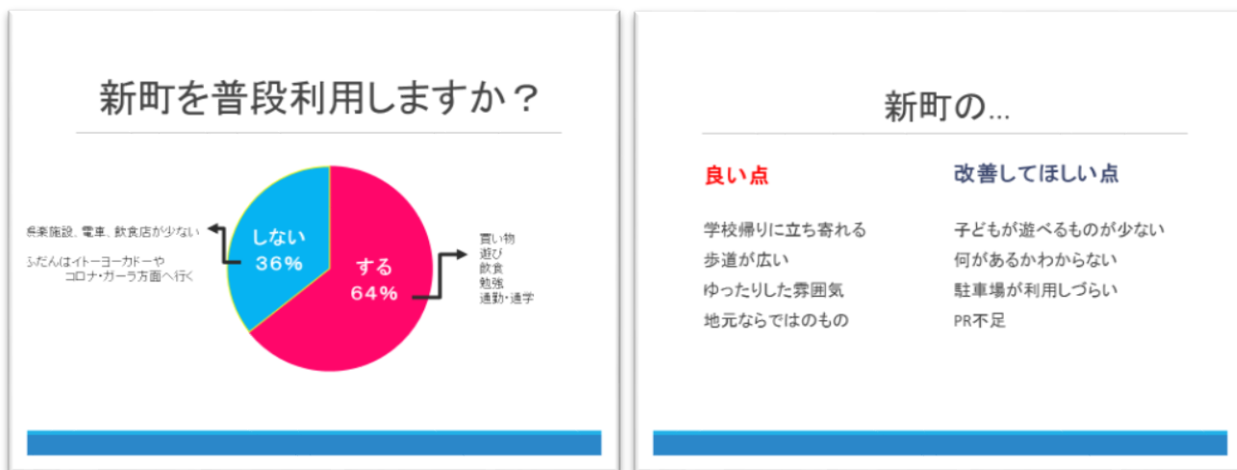 新町を普段利用しますか？
娯楽施設、電車、飲食店が少ない
ふだんはイトーヨーカドーや
コロナ・ガーラ方面へ行く
しない
36%
する
64%
買い物
遊び
飲食
勉強
通勤・通学
新町の…
良い点
学校帰りに立ち寄れる
歩道が広い
ゆったりした雰囲気
地元ならではのもの
改善してほしい点
子どもが遊べるものが少ない
何があるかわからない
駐車場が利用しづらい
PR不足